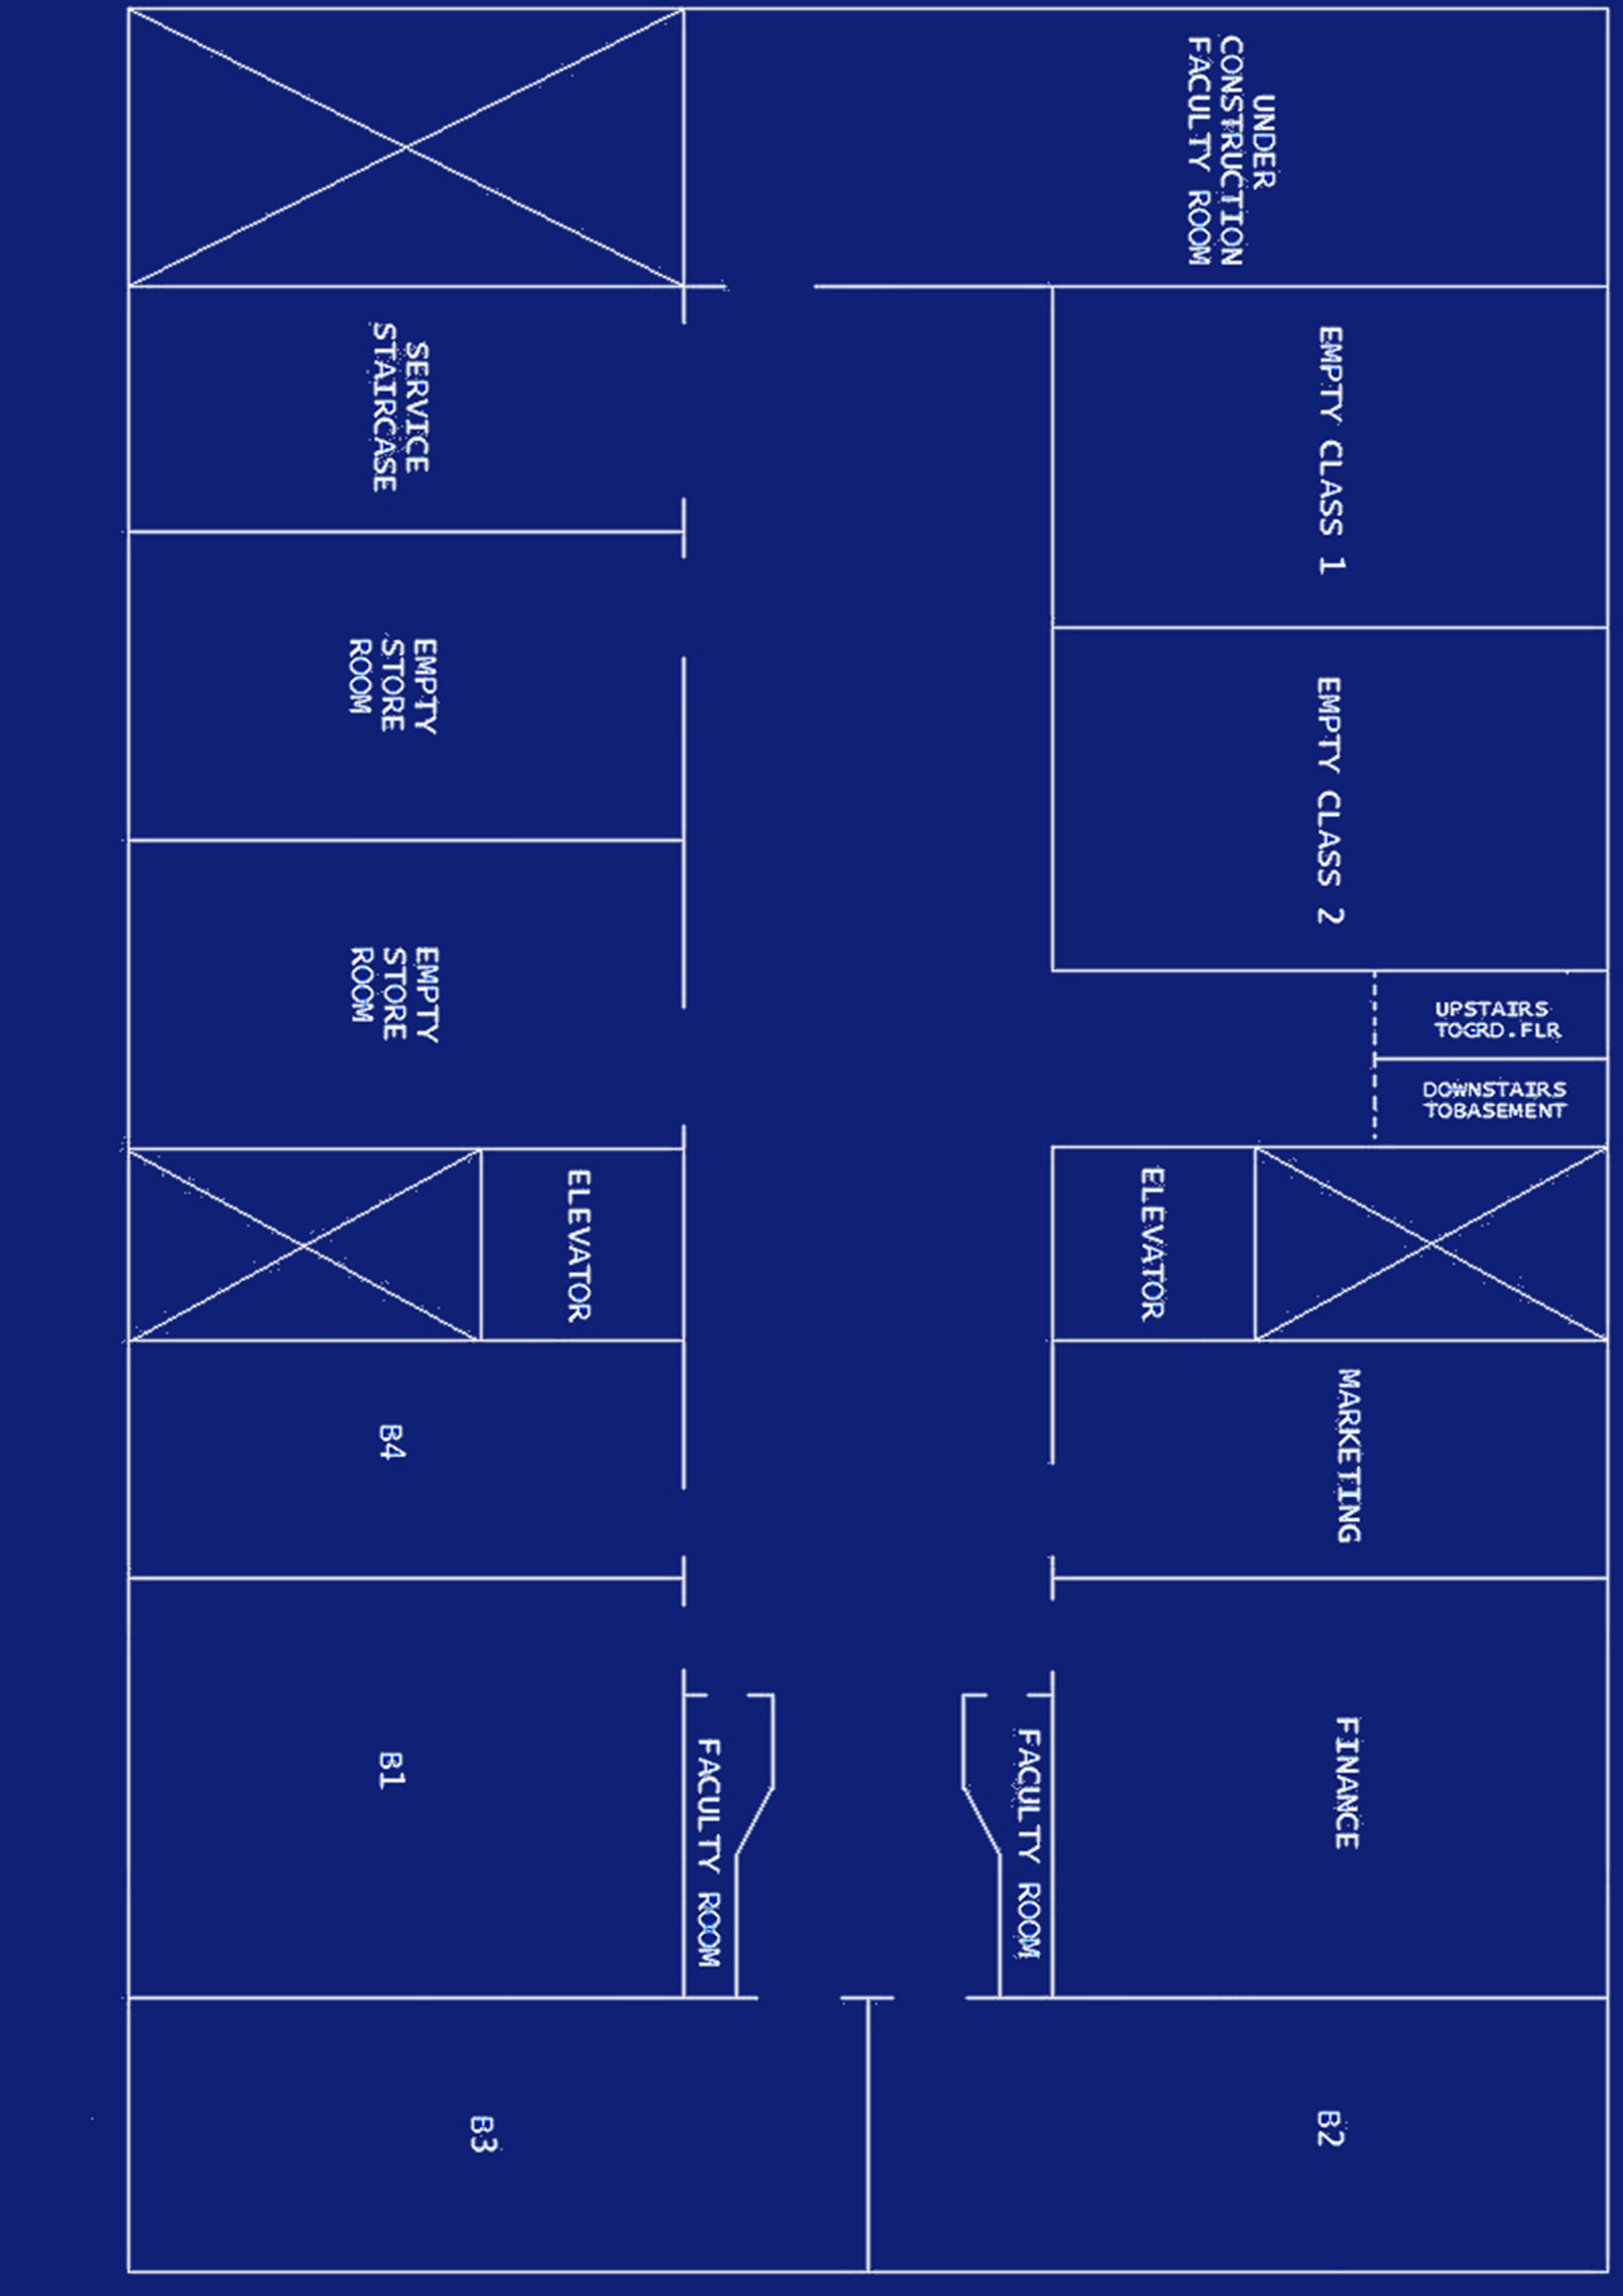 UNDER
CONSTRUCTION
FACULTY ROOM
SERVICE
STAIRCASE
EMPTY CLASS 1
EMPTY
STORE
ROOM
EMPTY CLASS 2
EMPTY
STORE
ROOM
UPSTAIRS
TOGRD.FLR
DOWNSTAIRS
TOBASEMENT
ELEVATOR
ELEVATOR
B4
MARKETING
B1
FACULTY ROOM
FACULTY ROOM
FINANCE
B3
B2